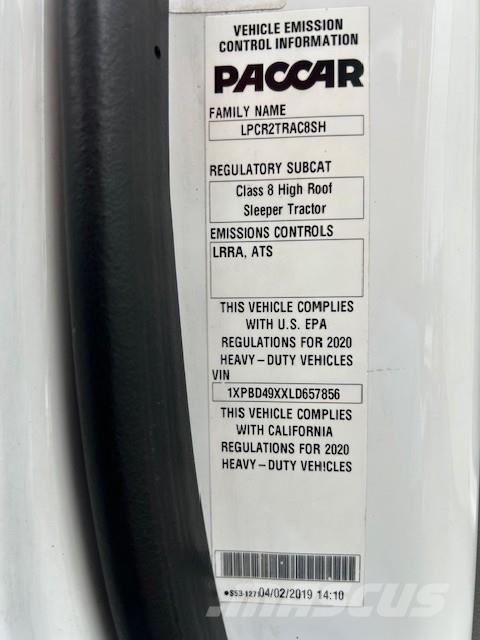 VEHICLE EMISSION
CONTROL INFORMATION
PACCAR
FAMILY NAME
LPCR2TRAC8SH
REGULATORY SUBCAT
Class 8 High Roof
Sleeper Tractor
EMISSIONS CONTROLS
LRRA, ATS
THIS VEHICLE COMPLIES
WITH U.S. EPA
REGULATIONS FOR 2020
HEAVY-DUTY VEHICLES
VIN
1XPBD49XXLD657856
THIS VEHICLE COMPLIES
WITH CALIFORNIA
REGULATIONS FOR 2020
HEAVY-DUTY VEHICLES
04/02/2019 14:10
MASCUS